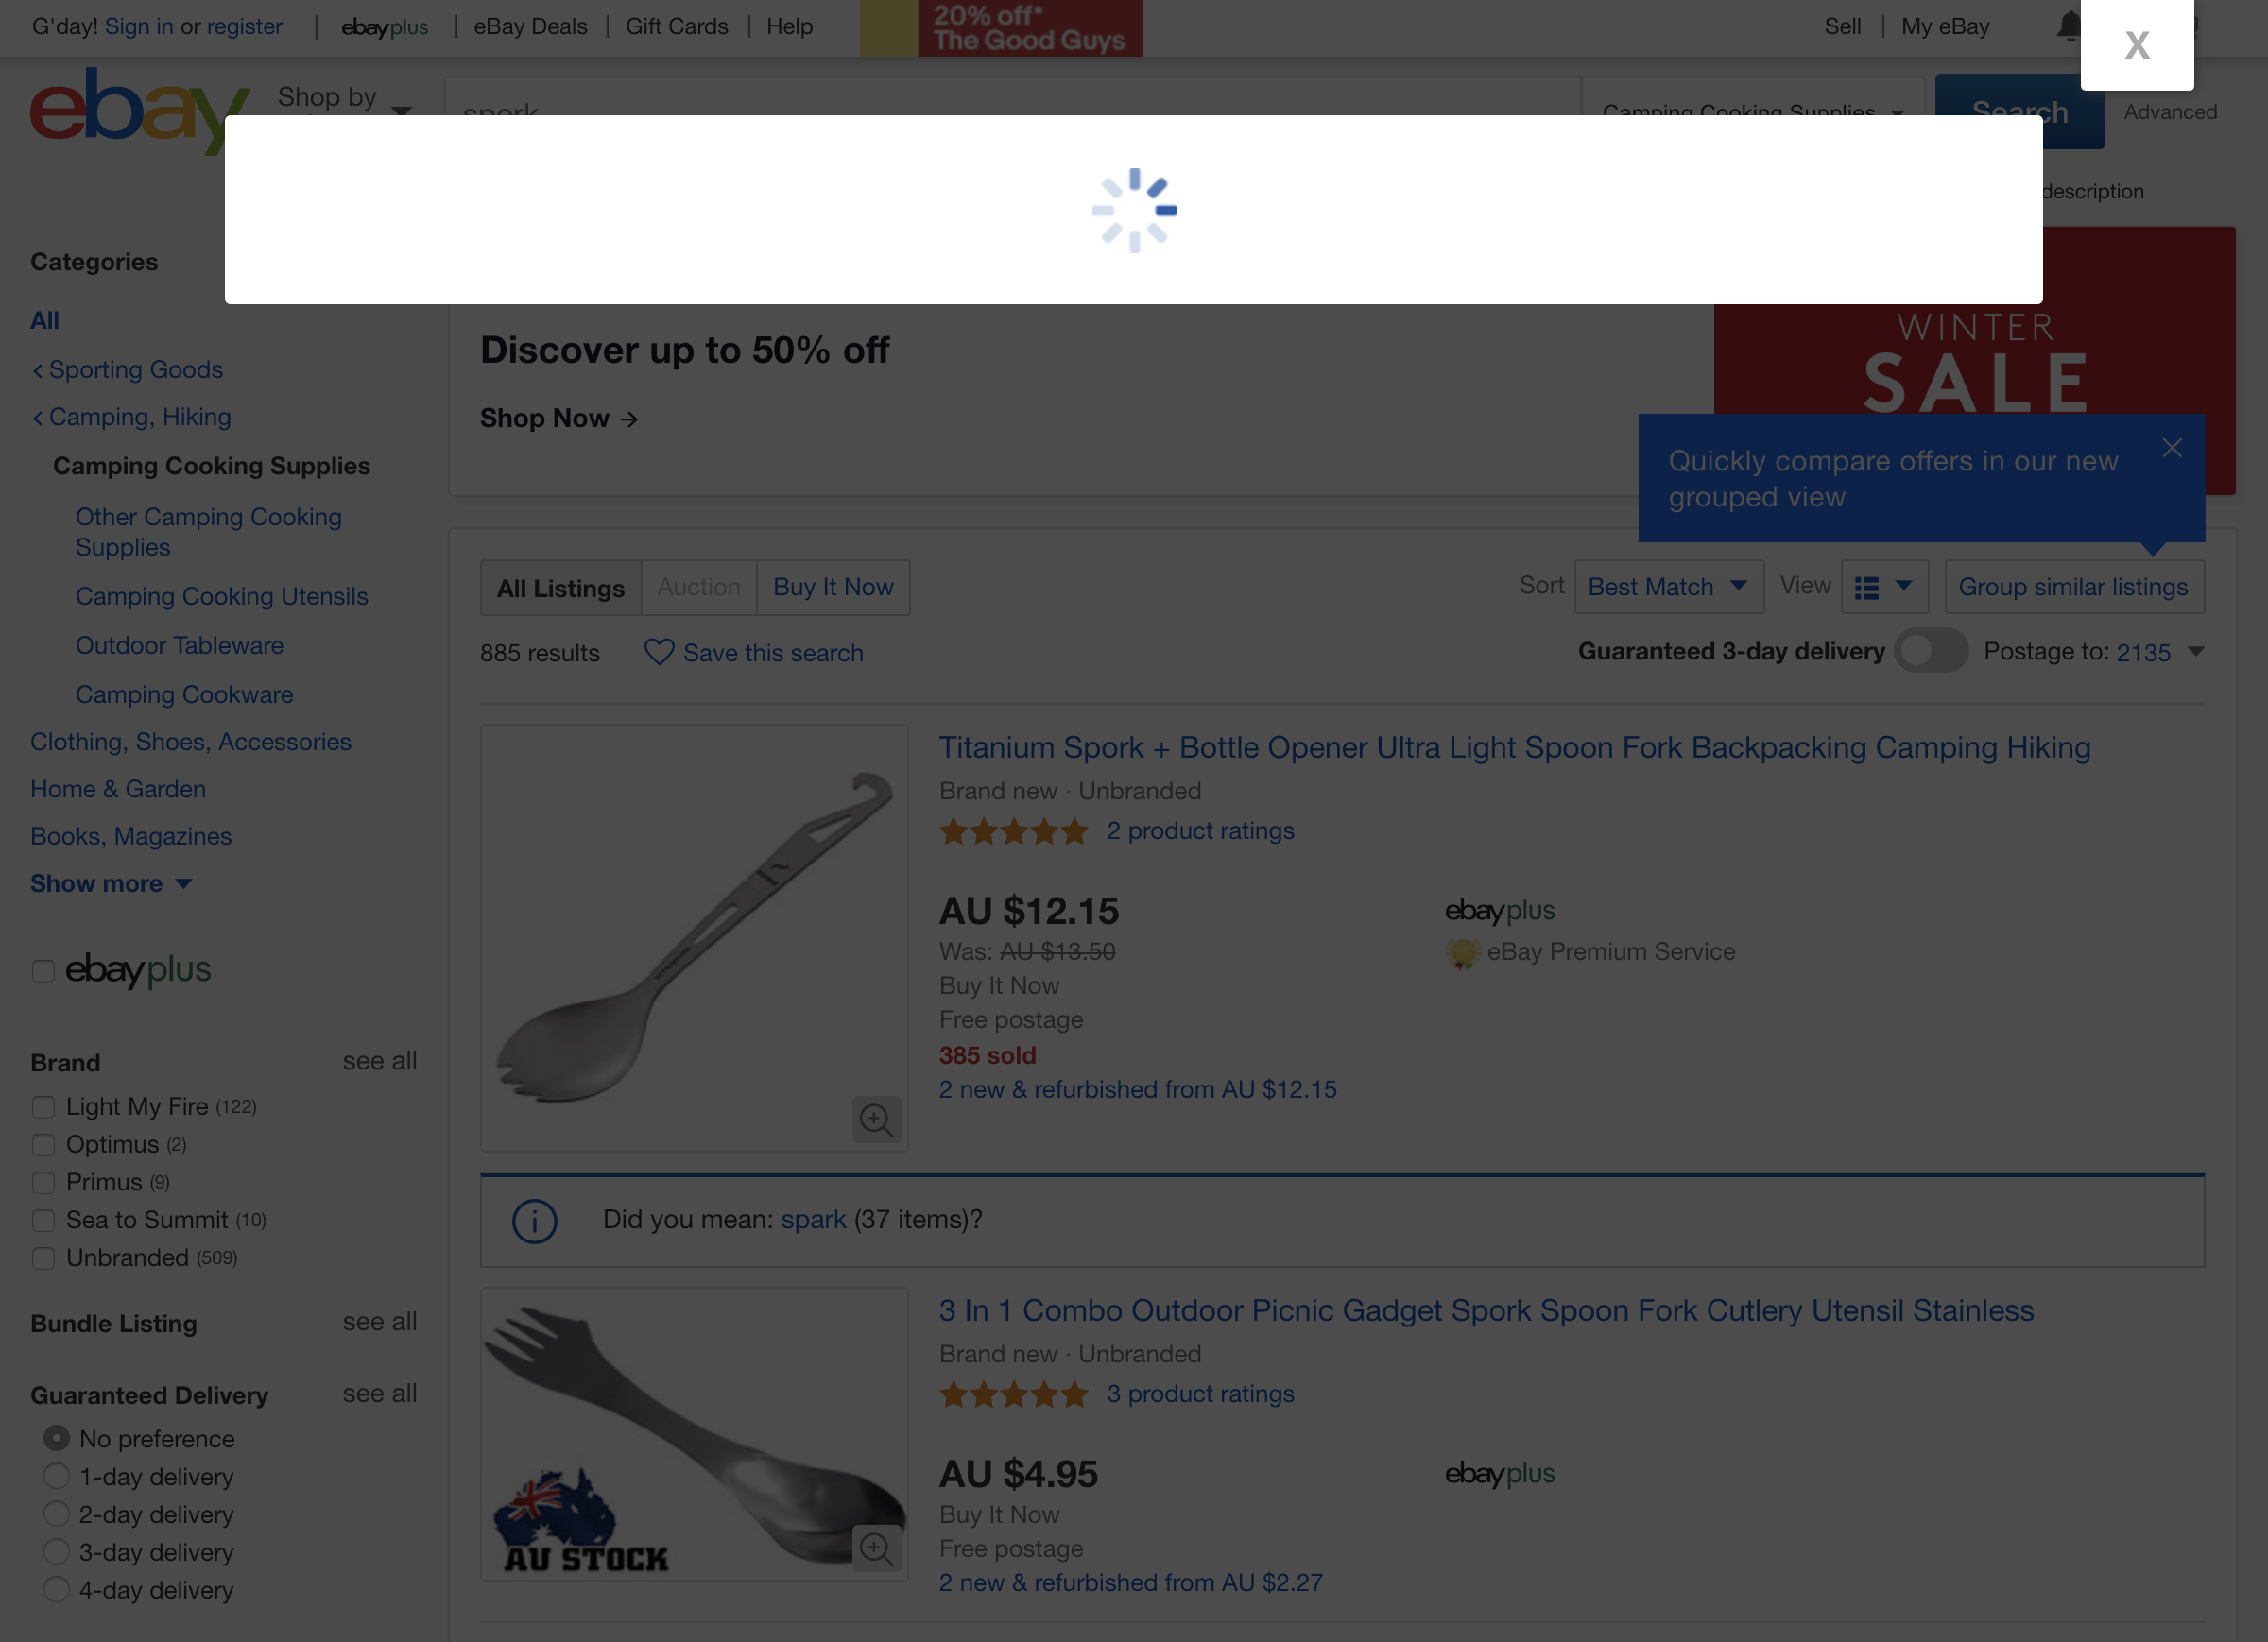 G'day! Sign in or register | ebayplus | eBay Deals | Gift Cards | Help
20% off*
The Good Guys
Sell | My eBay
X
ebay
Shop by
spork
Camping Cooking Supplies
Search
Advanced
description
Categories
All
Sporting Goods
Camping, Hiking
Camping Cooking Supplies
Other Camping Cooking
Supplies
Camping Cooking Utensils
Outdoor Tableware
Camping Cookware
Clothing, Shoes, Accessories
Home & Garden
Books, Magazines
Show more
ebayplus
Brand see all
Light My Fire (122)
Optimus (2)
Primus (9)
Sea to Summit (10)
Unbranded (509)
Bundle Listing see all
Guaranteed Delivery see all
No preference
1-day delivery
2-day delivery
3-day delivery
4-day delivery
Discover up to 50% off
Shop Now →
WINTER
SALE
Quickly compare offers in our new
grouped view
All Listings Auction Buy It Now
Sort Best Match View Group similar listings
885 results Save this search
Guaranteed 3-day delivery Postage to: 2135
Titanium Spork + Bottle Opener Ultra Light Spoon Fork Backpacking Camping Hiking
Brand new · Unbranded
2 product ratings
AU $12.15
Was: AU $13.50
Buy It Now
Free postage
385 sold
2 new & refurbished from AU $12.15
ebayplus
eBay Premium Service
TITANIUM
Did you mean: spark (37 items)?
3 In 1 Combo Outdoor Picnic Gadget Spork Spoon Fork Cutlery Utensil Stainless
Brand new · Unbranded
3 product ratings
AU $4.95
Buy It Now
Free postage
2 new & refurbished from AU $2.27
ebayplus
AU STOCK